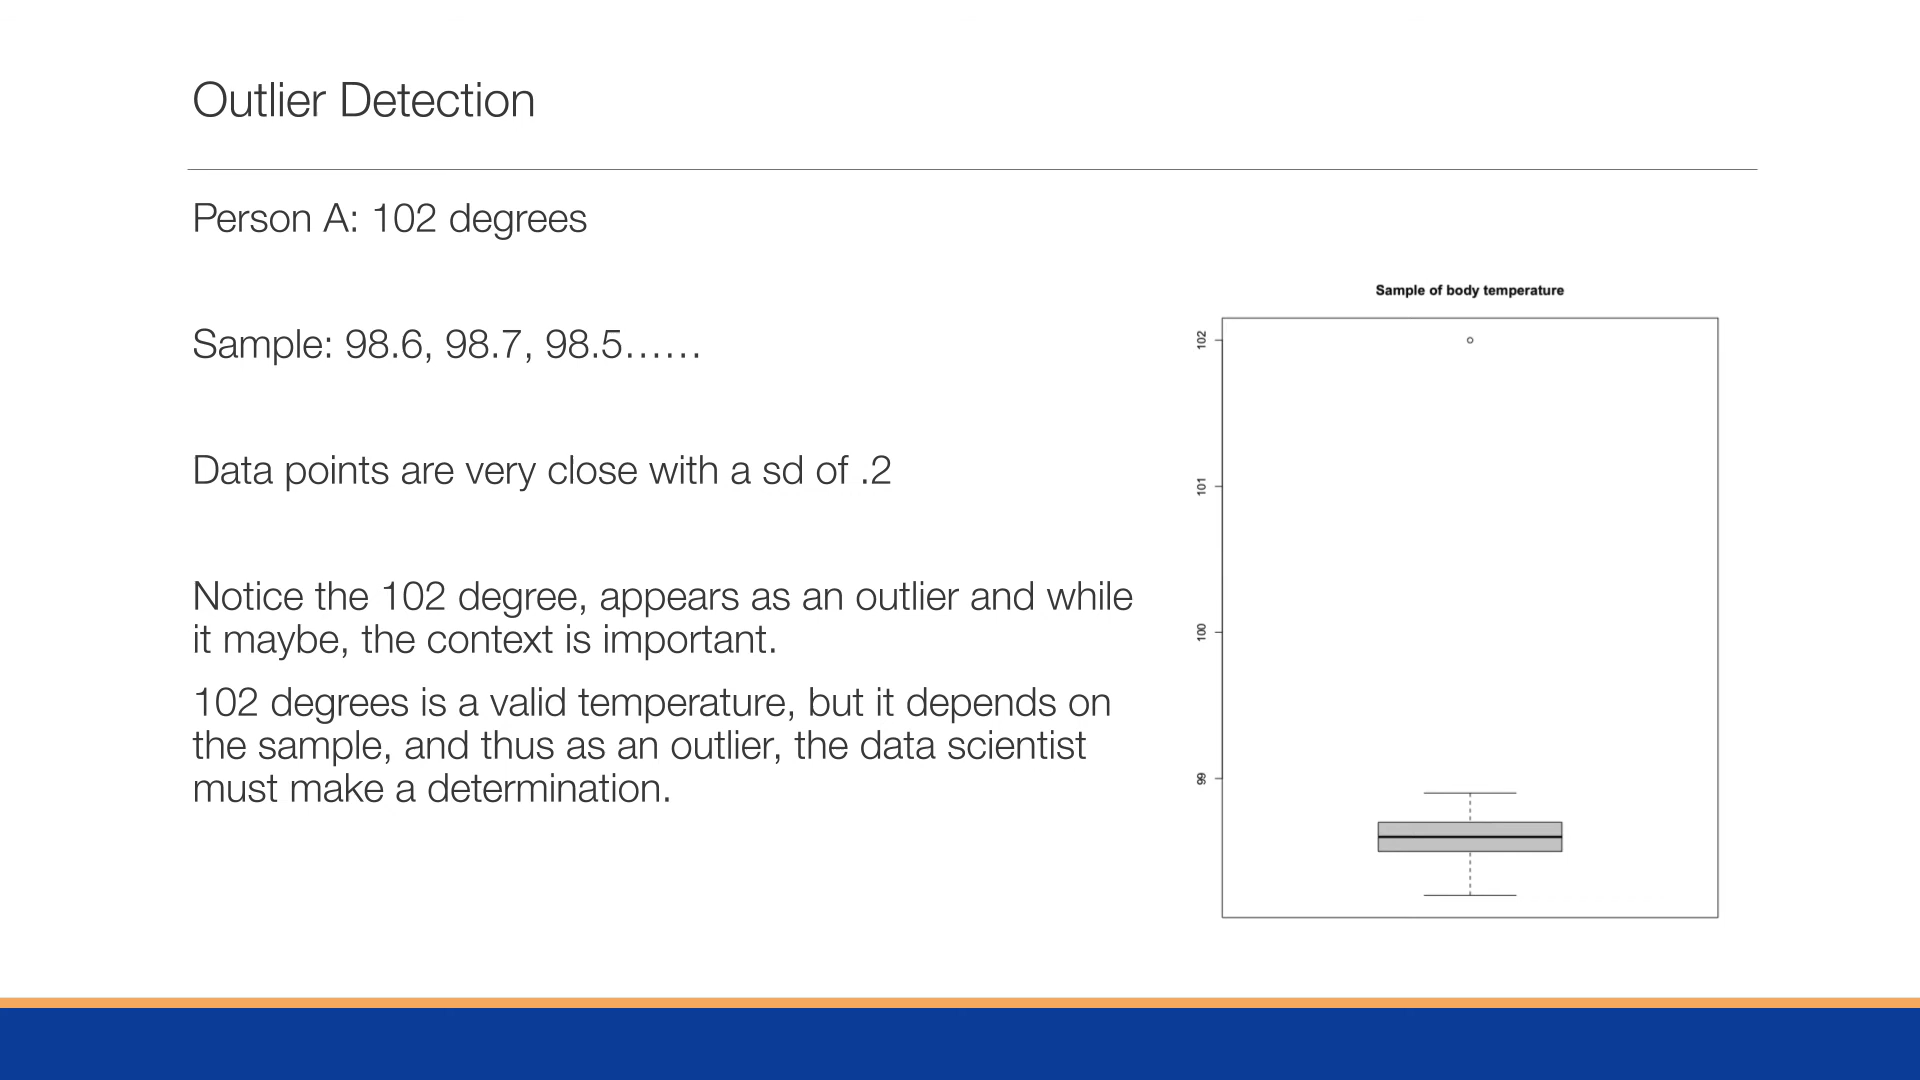 Outlier Detection
Person A: 102 degrees
Sample: 98.6, 98.7, 98.5......
Data points are very close with a sd of .2
Notice the 102 degree, appears as an outlier and while
it maybe, the context is important.
102 degrees is a valid temperature, but it depends on
the sample, and thus as an outlier, the data scientist
must make a determination.
Sample of body temperature
102
101
100
99